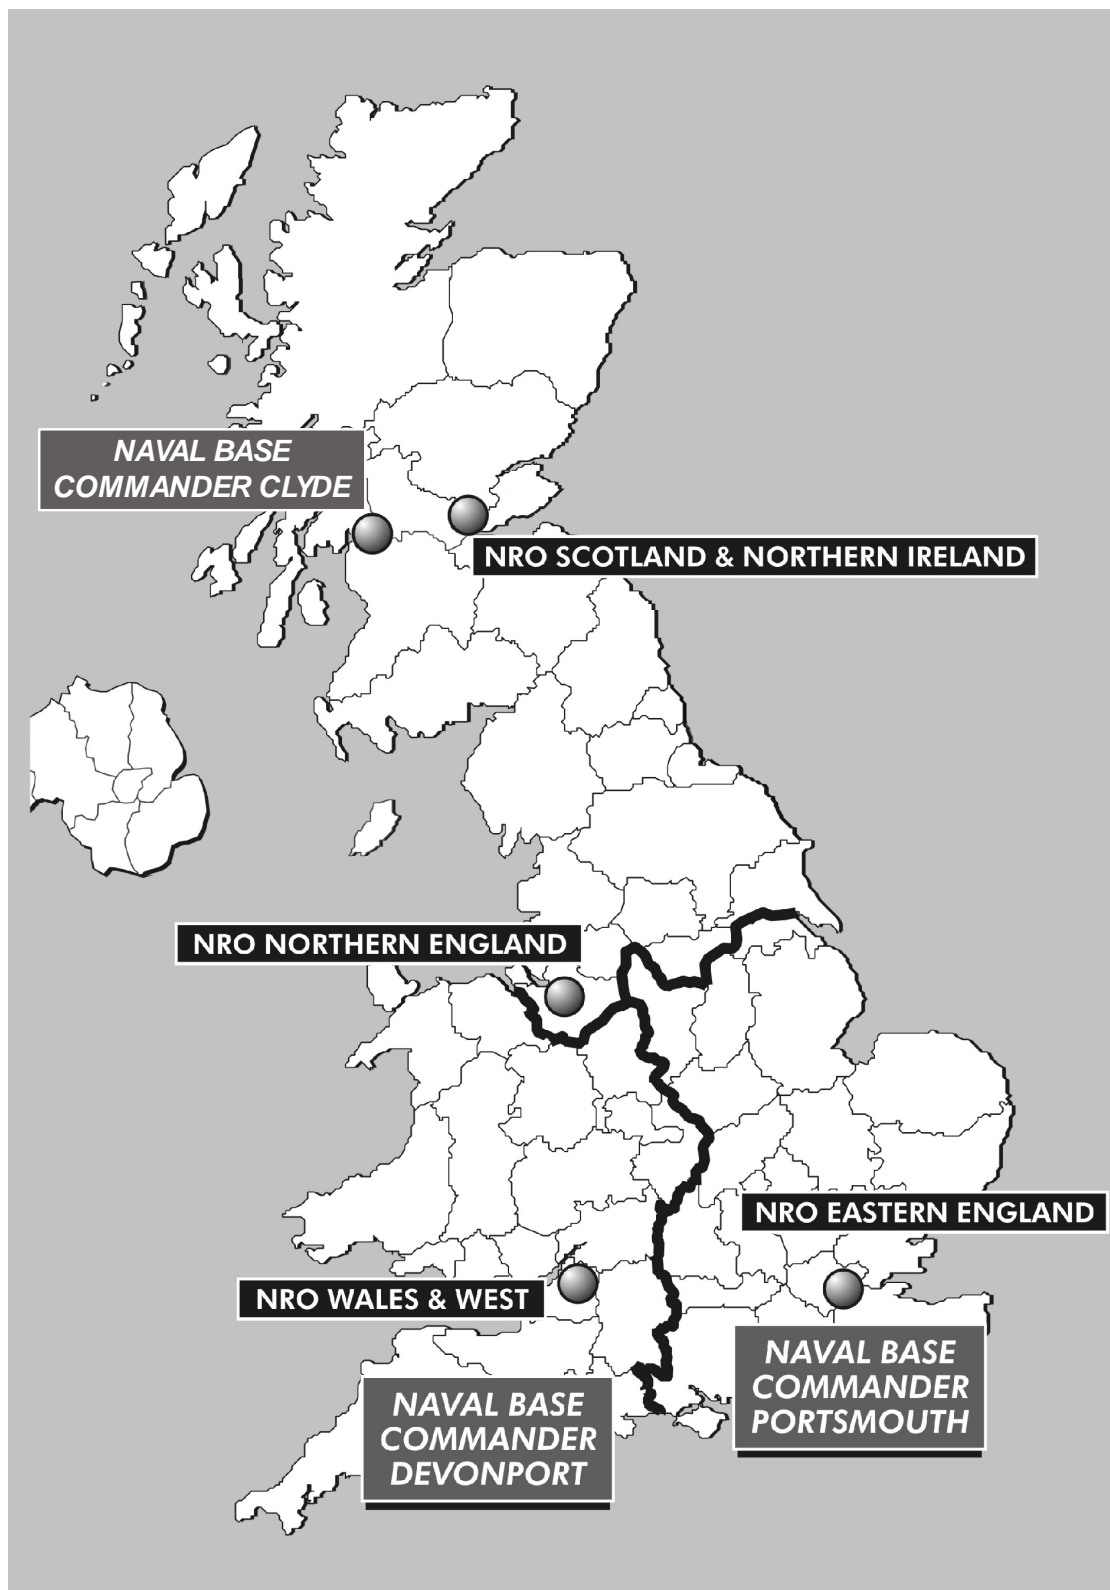 NAVAL BASE
COMMANDER CLYDE
NRO SCOTLAND & NORTHERN IRELAND
NRO NORTHERN ENGLAND
NRO EASTERN ENGLAND
NRO WALES & WEST
NAVAL BASE
COMMANDER
PORTSMOUTH
NAVAL BASE
COMMANDER
DEVONPORT